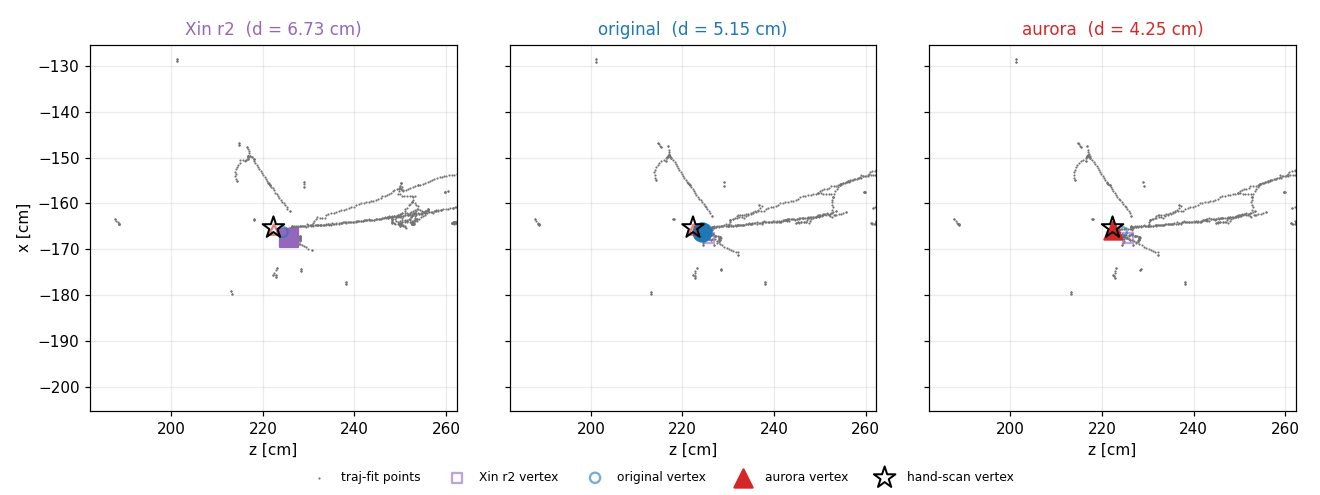 Xin r2 (d = 6.73 cm)
original (d = 5.15 cm)
aurora (d = 4.25 cm)
x [cm]
−130
−140
−150
−160
−170
−180
−190
−200
200
220
240
260
200
220
240
260
200
220
240
260
z [cm]
z [cm]
z [cm]
traj-fit points
Xin r2 vertex
original vertex
aurora vertex
hand-scan vertex